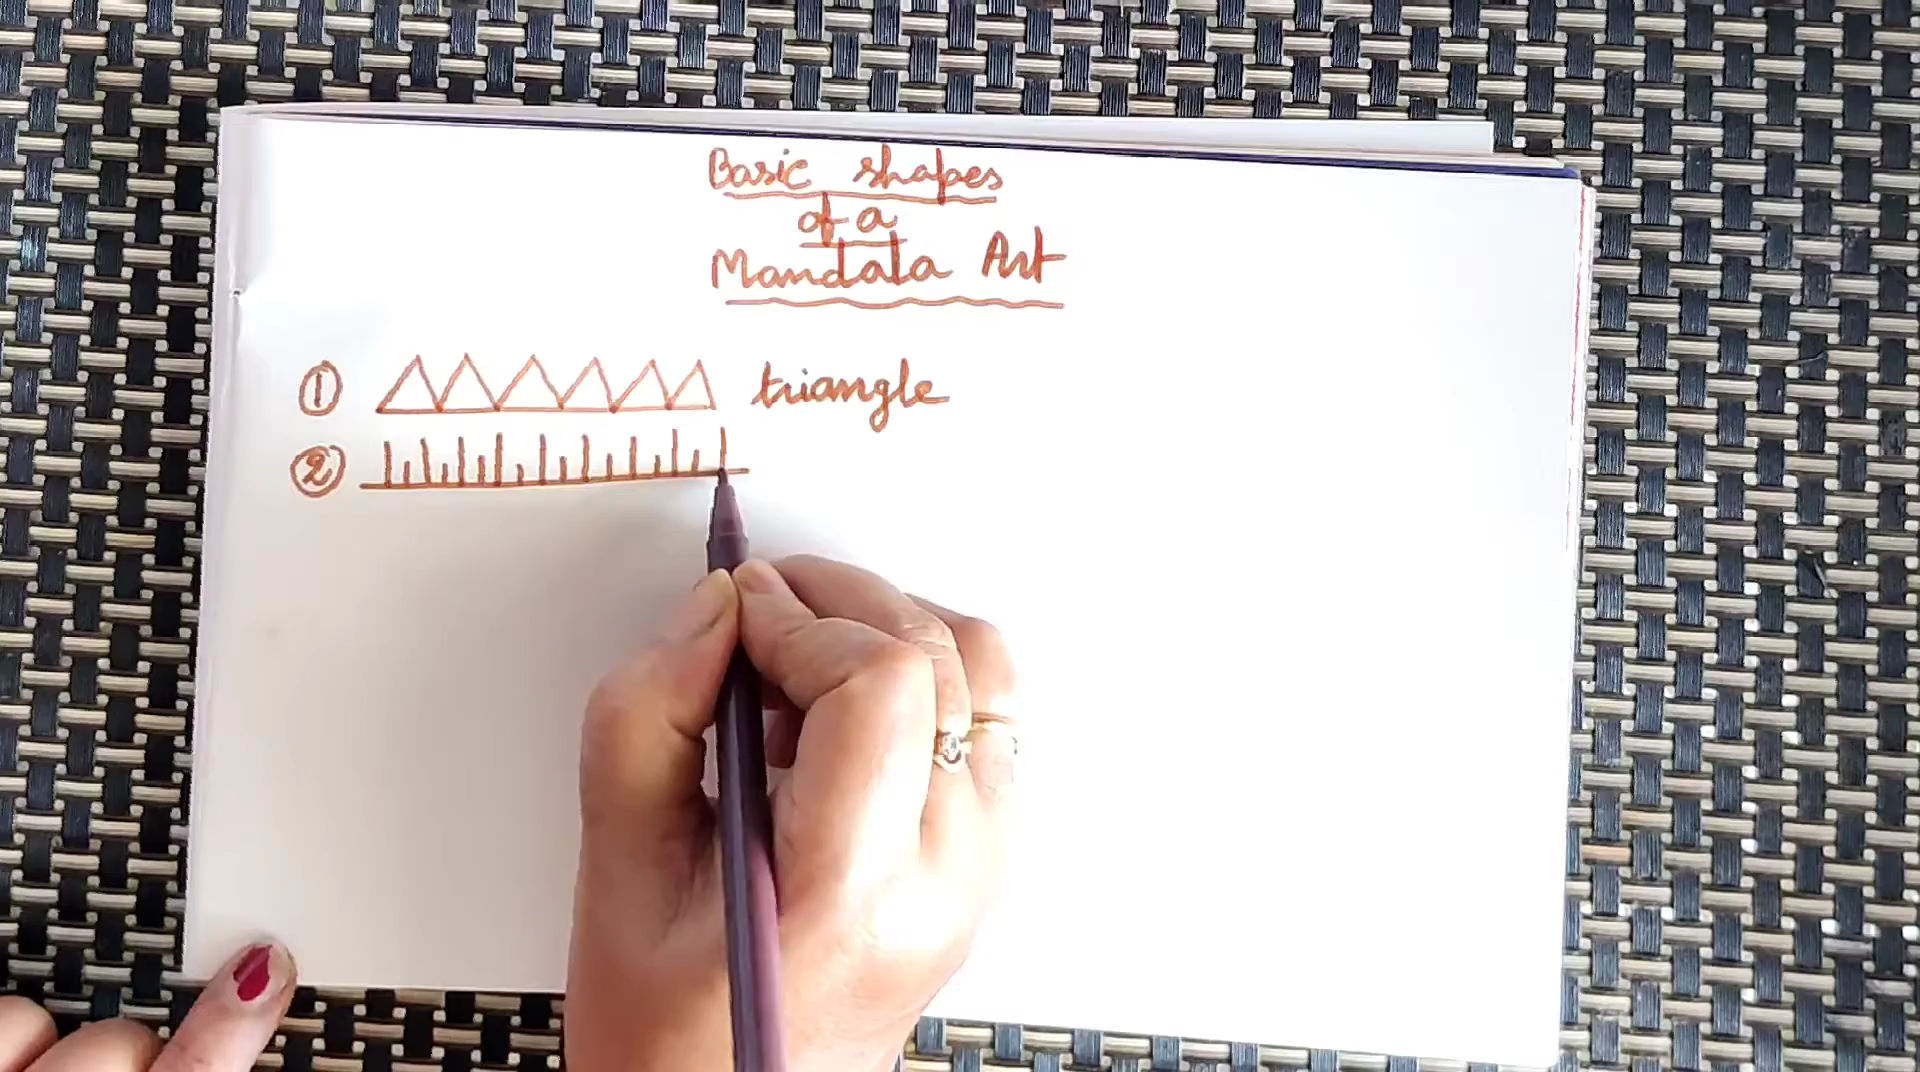 Basic shapes
of a
Mandala Art
① triangle
②